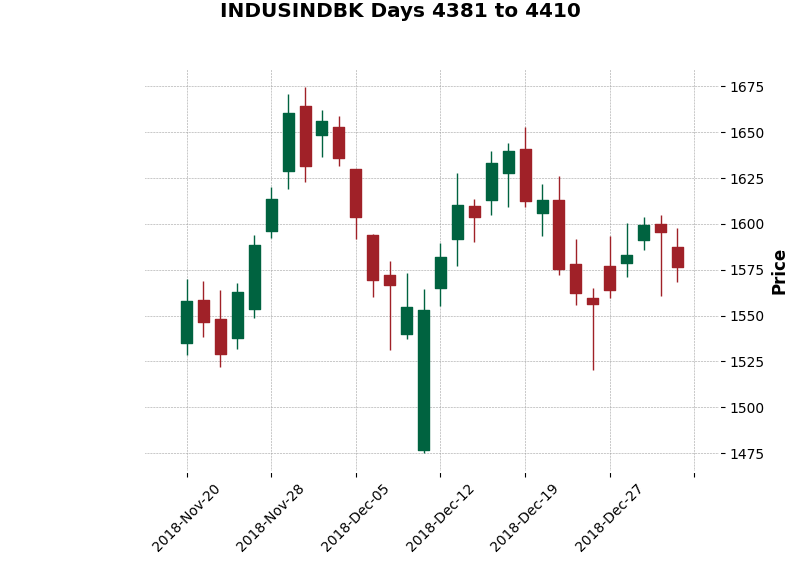 INDUSINDBK Days 4381 to 4410
1675
1650
1625
1600
1575
1550
1525
1500
1475
Price
2018-Nov-20
2018-Nov-28
2018-Dec-05
2018-Dec-12
2018-Dec-19
2018-Dec-27